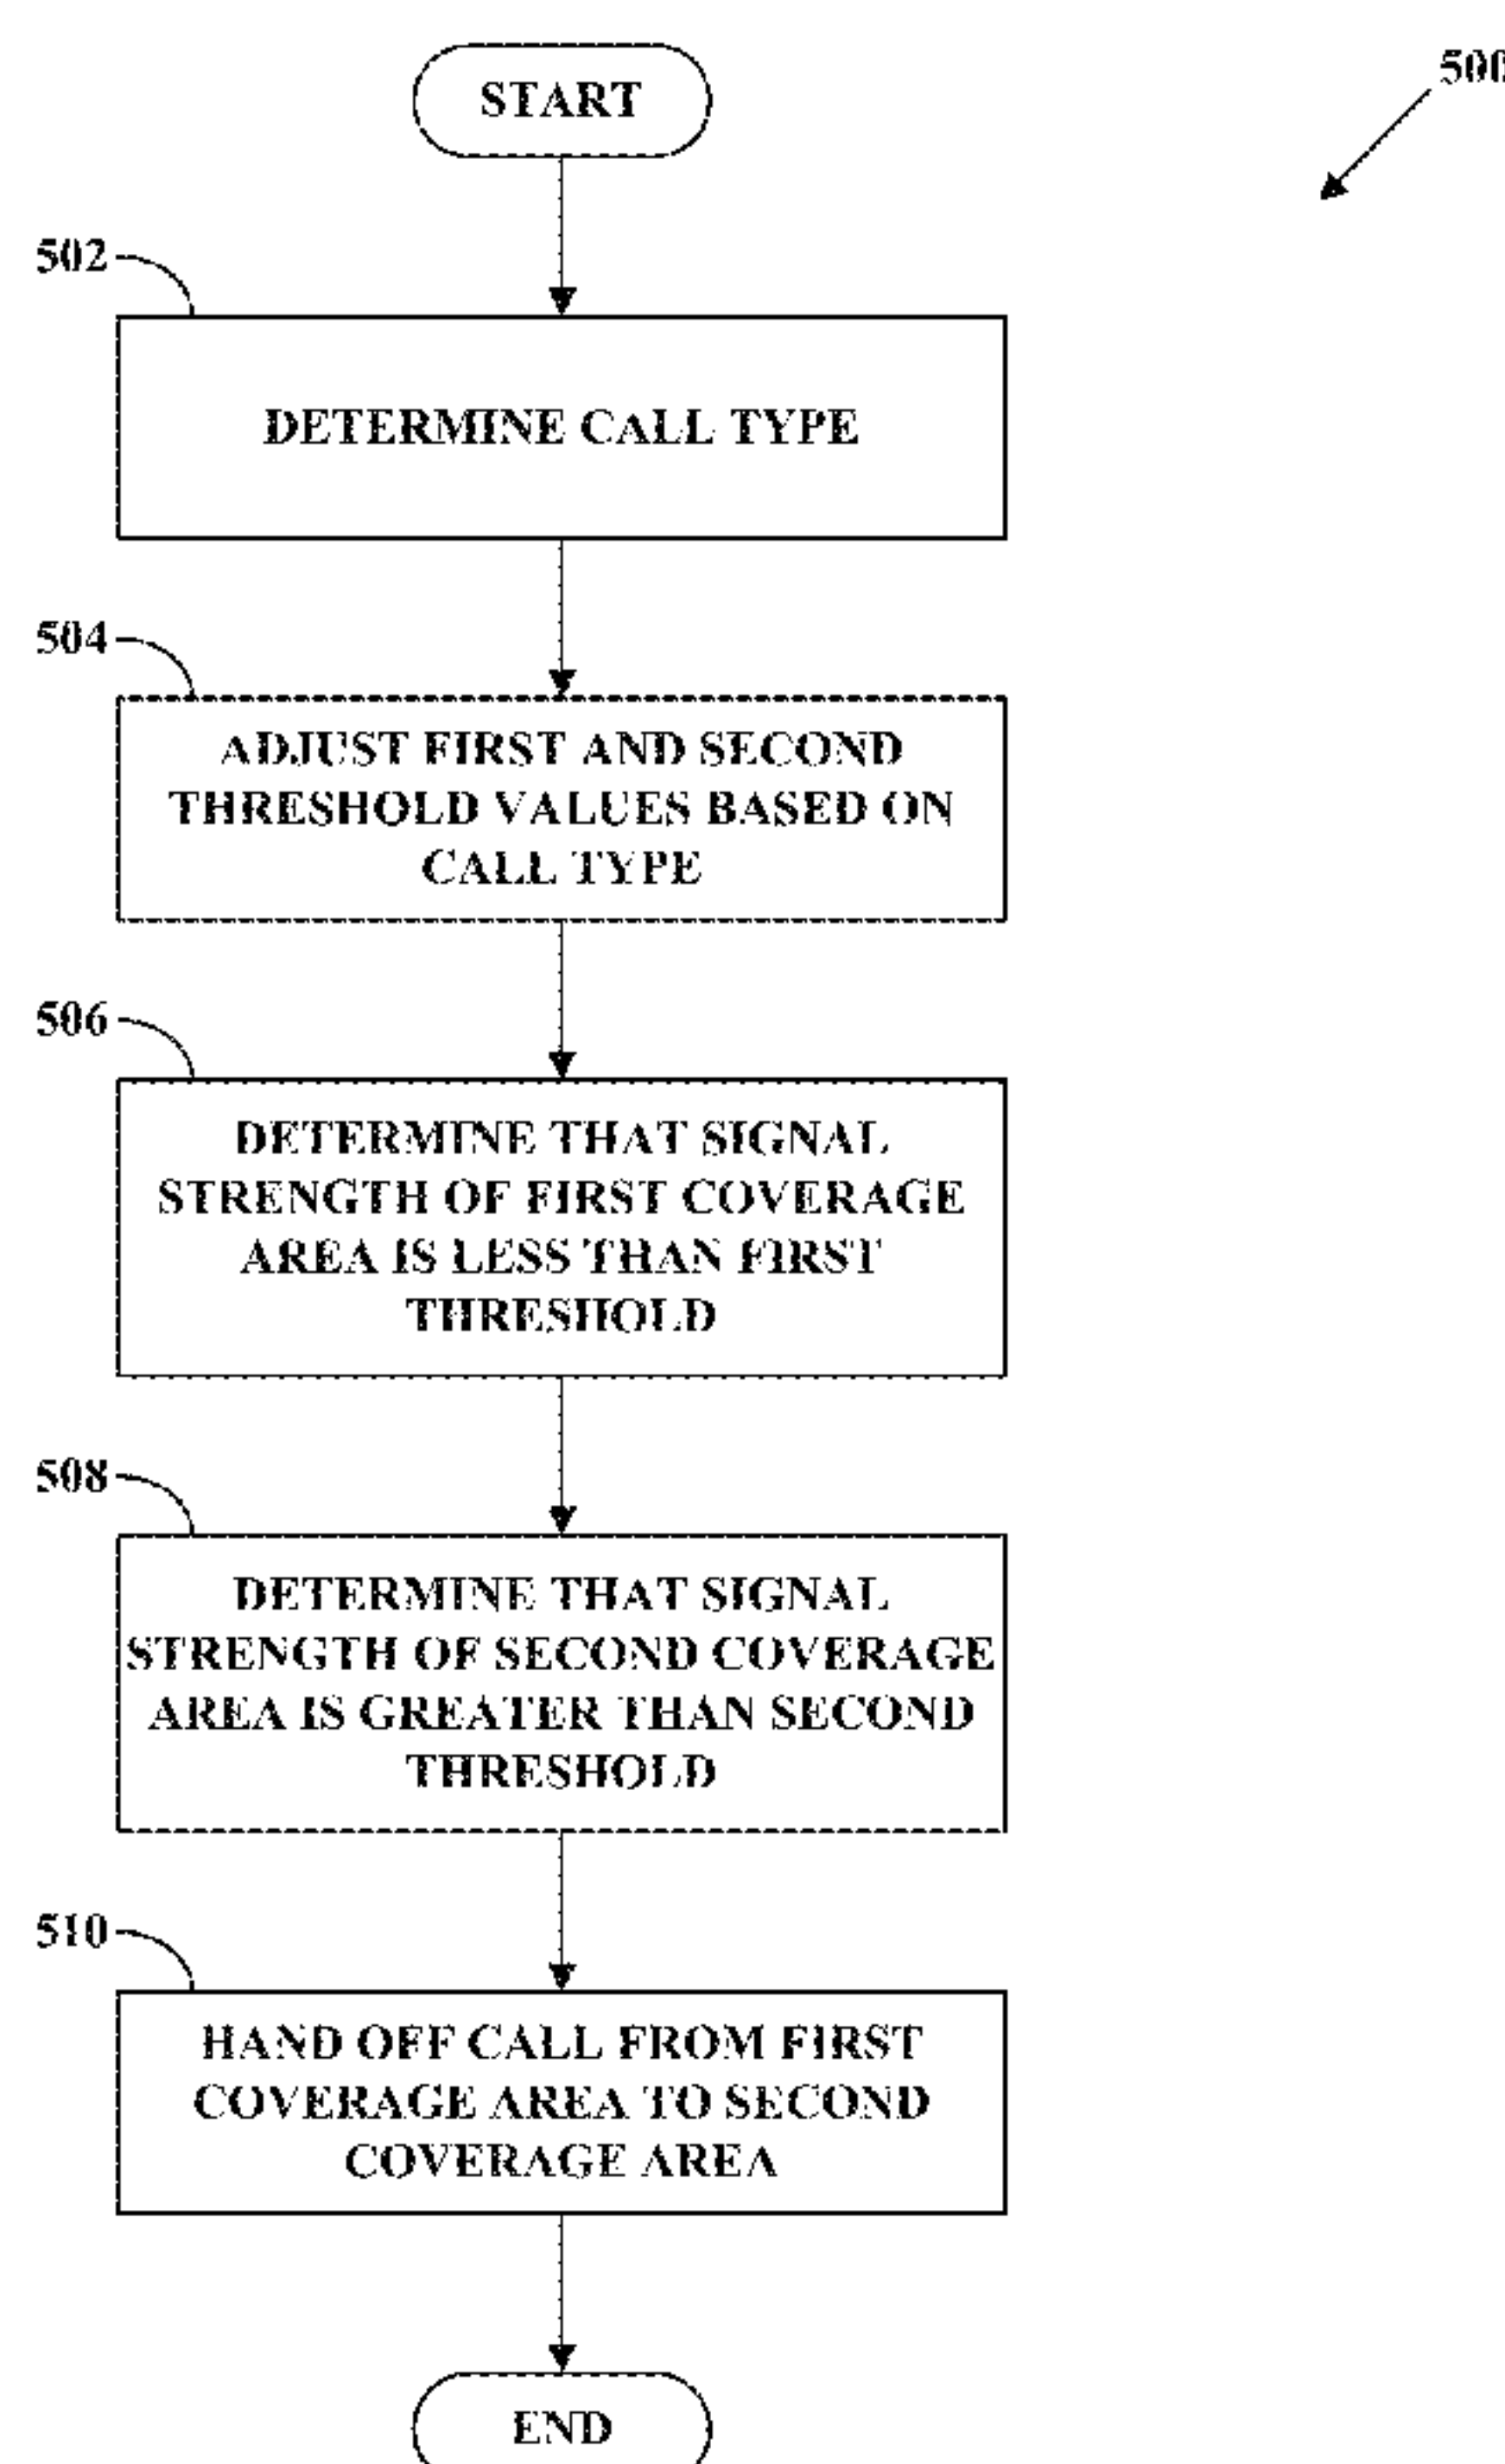 START
500
502
DETERMINE CALL TYPE
504
ADJUST FIRST AND SECOND
THRESHOLD VALUES BASED ON
CALL TYPE
506
DETERMINE THAT SIGNAL
STRENGTH OF FIRST COVERAGE
AREA IS LESS THAN FIRST
THRESHOLD
508
DETERMINE THAT SIGNAL
STRENGTH OF SECOND COVERAGE
AREA IS GREATER THAN SECOND
THRESHOLD
510
HAND OFF CALL FROM FIRST
COVERAGE AREA TO SECOND
COVERAGE AREA
END